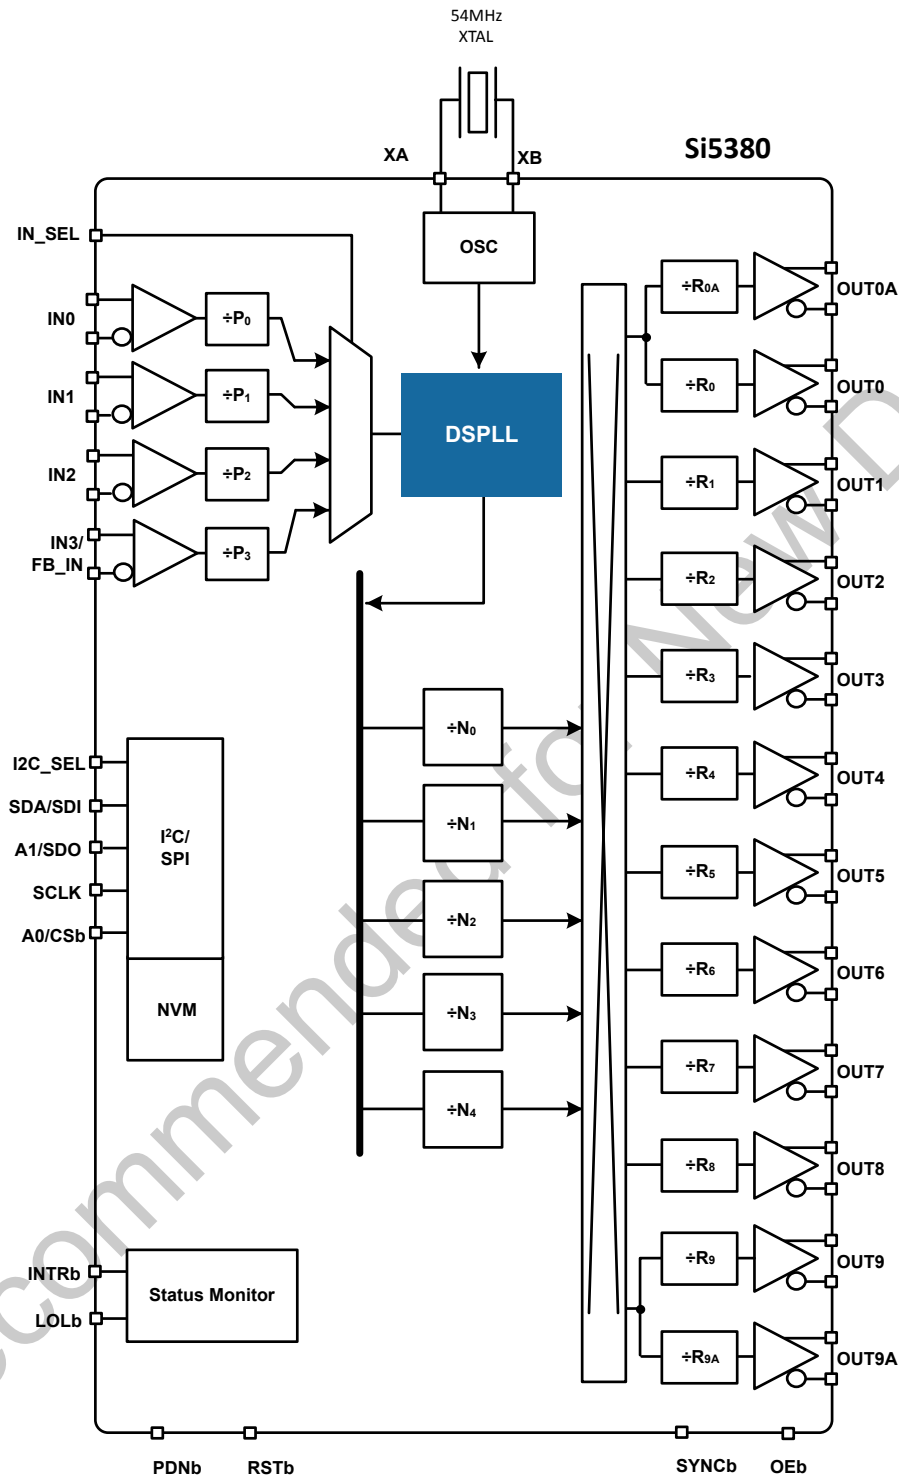 54MHz
XTAL
Si5380
XA
XB
IN_SEL
OSC
IN0
÷P0
IN1
÷P1
IN2
÷P2
IN3/
FB_IN
÷P3
DSPLL
÷R0A
OUT0A
÷R0
OUT0
÷R1
OUT1
÷R2
OUT2
÷R3
OUT3
÷R4
OUT4
÷R5
OUT5
÷R6
OUT6
÷R7
OUT7
÷R8
OUT8
÷R9
OUT9
÷R9A
OUT9A
÷N0
÷N1
÷N2
÷N3
÷N4
I2C_SEL
SDA/SDI
A1/SDO
SCLK
A0/CSb
I²C/
SPI
NVM
INTRb
LOLb
Status Monitor
PDNb
RSTb
SYNCb
OEb
ecommended for New D